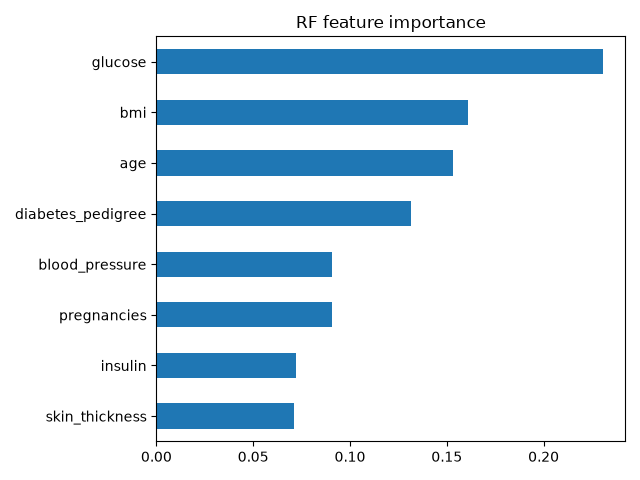 RF feature importance
glucose
bmi
age
diabetes_pedigree
blood_pressure
pregnancies
insulin
skin_thickness
0.00 0.05 0.10 0.15 0.20